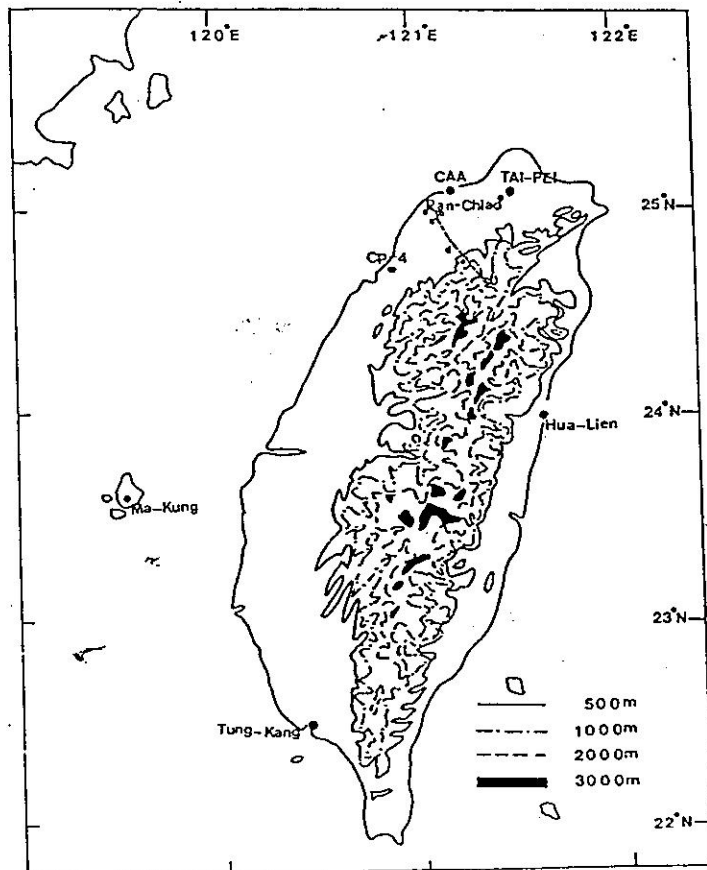 120°E 121°E 122°E
CAA TAI-PEI
Pan-Chiao
25°N
CP-4
24°N
Hua-Lien
Ma-Kung
23°N
500m
1000m
Tung-Kang
2000m
3000m
22°N